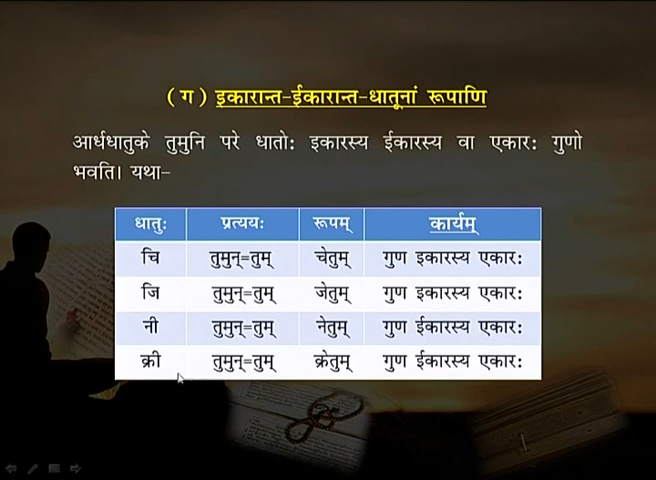 ( ग ) इकारान्त-ईकारान्त-धातूनां रूपाणि
आर्धधातुके तुमुनि परे धातो: इकारस्य ईकारस्य वा एकार: गुणो
भवति। यथा-
धातु: प्रत्यय: रूपम् कार्यम्
चि तुमुन्=तुम् चेतुम् गुण इकारस्य एकार:
जि तुमुन्=तुम् जेतुम् गुण इकारस्य एकार:
नी तुमुन्=तुम् नेतुम् गुण ईकारस्य एकार:
क्री तुमुन्=तुम् क्रेतुम् गुण ईकारस्य एकार: